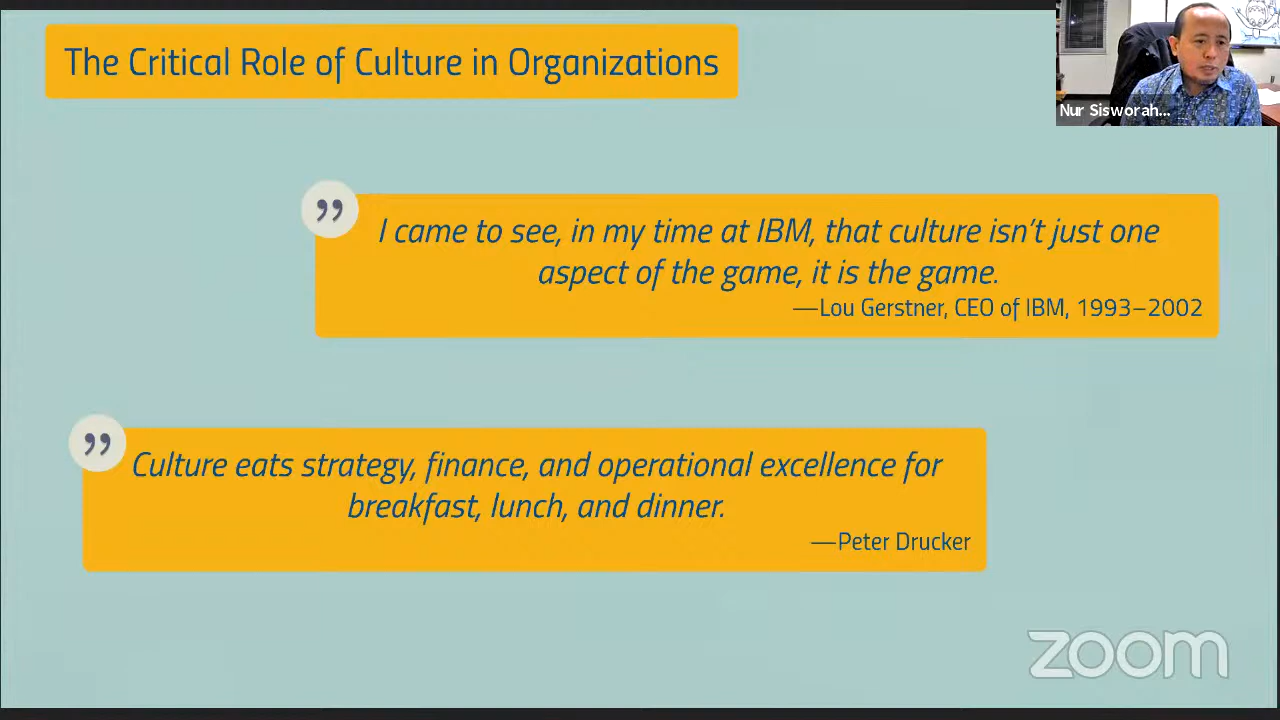 The Critical Role of Culture in Organizations
Nur Sisworah...
” I came to see, in my time at IBM, that culture isn’t just one
aspect of the game, it is the game.
—Lou Gerstner, CEO of IBM, 1993–2002
” Culture eats strategy, finance, and operational excellence for
breakfast, lunch, and dinner.
—Peter Drucker
zoom